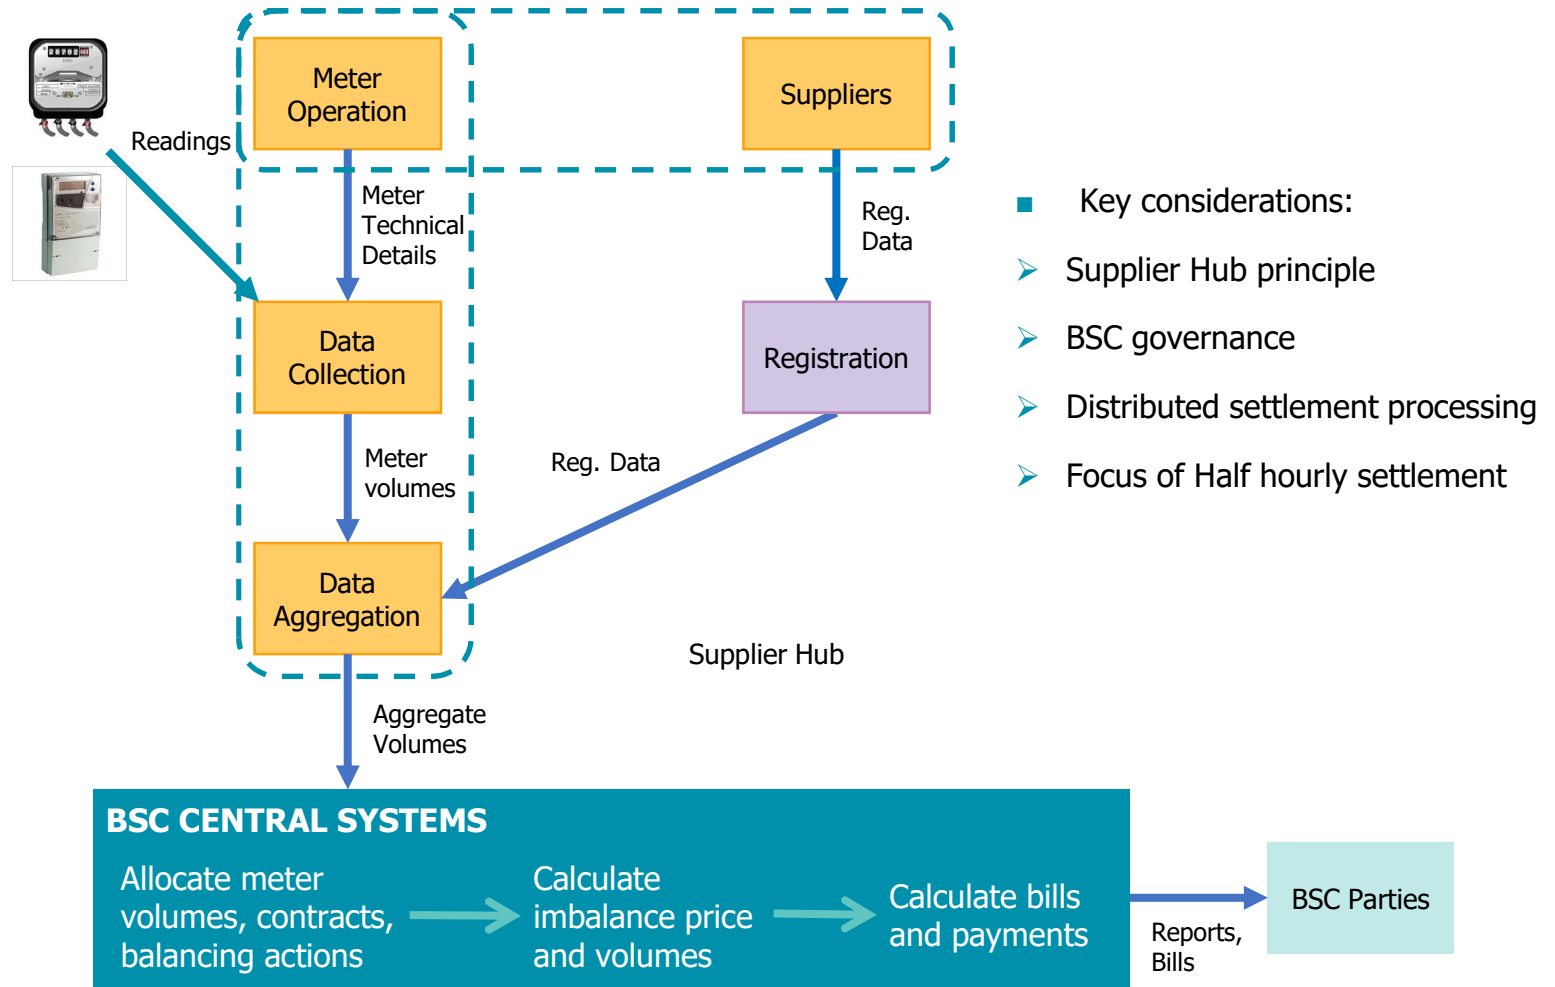 Meter
Operation
Suppliers
Readings
Meter
Technical
Details
Reg.
Data
Data
Collection
Registration
Meter
volumes
Reg. Data
Data
Aggregation
Supplier Hub
Aggregate
Volumes
■ Key considerations:
➢ Supplier Hub principle
➢ BSC governance
➢ Distributed settlement processing
➢ Focus of Half hourly settlement
BSC CENTRAL SYSTEMS
Allocate meter
volumes, contracts,
balancing actions
Calculate
imbalance price
and volumes
Calculate bills
and payments
Reports,
Bills
BSC Parties